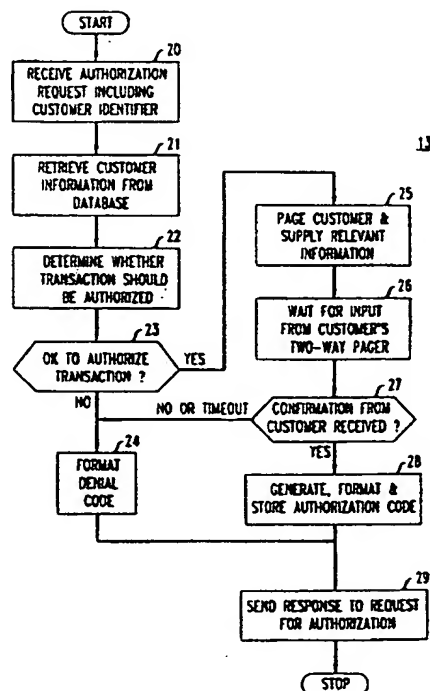 START
20
RECEIVE AUTHORIZATION
REQUEST INCLUDING
CUSTOMER IDENTIFIER
21
RETRIEVE CUSTOMER
INFORMATION FROM
DATABASE
22
DETERMINE WHETHER
TRANSACTION SHOULD
BE AUTHORIZED
23
OK TO AUTHORIZE
TRANSACTION ?
YES
NO
24
FORMAT
DENIAL
CODE
13
25
PAGE CUSTOMER &
SUPPLY RELEVANT
INFORMATION
26
WAIT FOR INPUT
FROM CUSTOMER'S
TWO-WAY PAGER
27
NO OR TIMEOUT
CONFIRMATION FROM
CUSTOMER RECEIVED ?
YES
28
GENERATE, FORMAT &
STORE AUTHORIZATION CODE
29
SEND RESPONSE TO REQUEST
FOR AUTHORIZATION
STOP